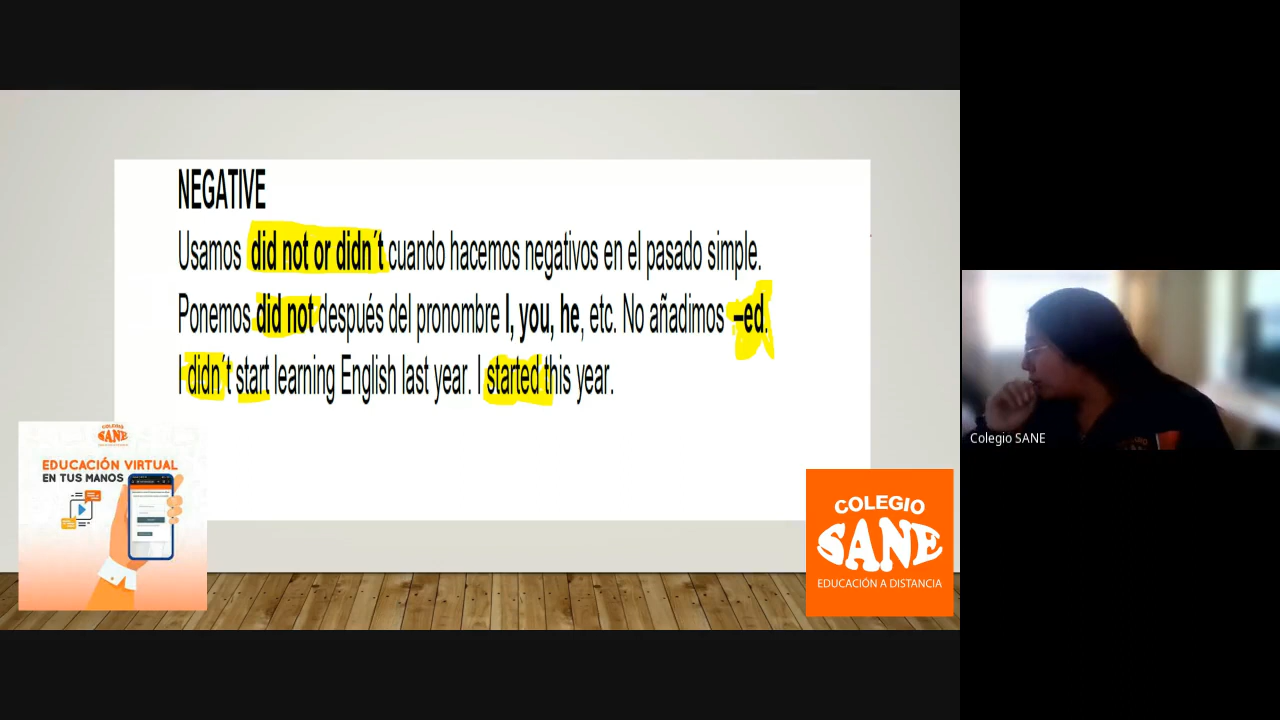 NEGATIVE
Usamos did not or didn´t cuando hacemos negativos en el pasado simple.
Ponemos did not después del pronombre I, you, he, etc. No añadimos –ed.
I didn´t start learning English last year. I started this year.
COLEGIO
SANE
EDUCACIÓN VIRTUAL
EN TUS MANOS
COLEGIO
SANE
EDUCACIÓN A DISTANCIA
Colegio SANE